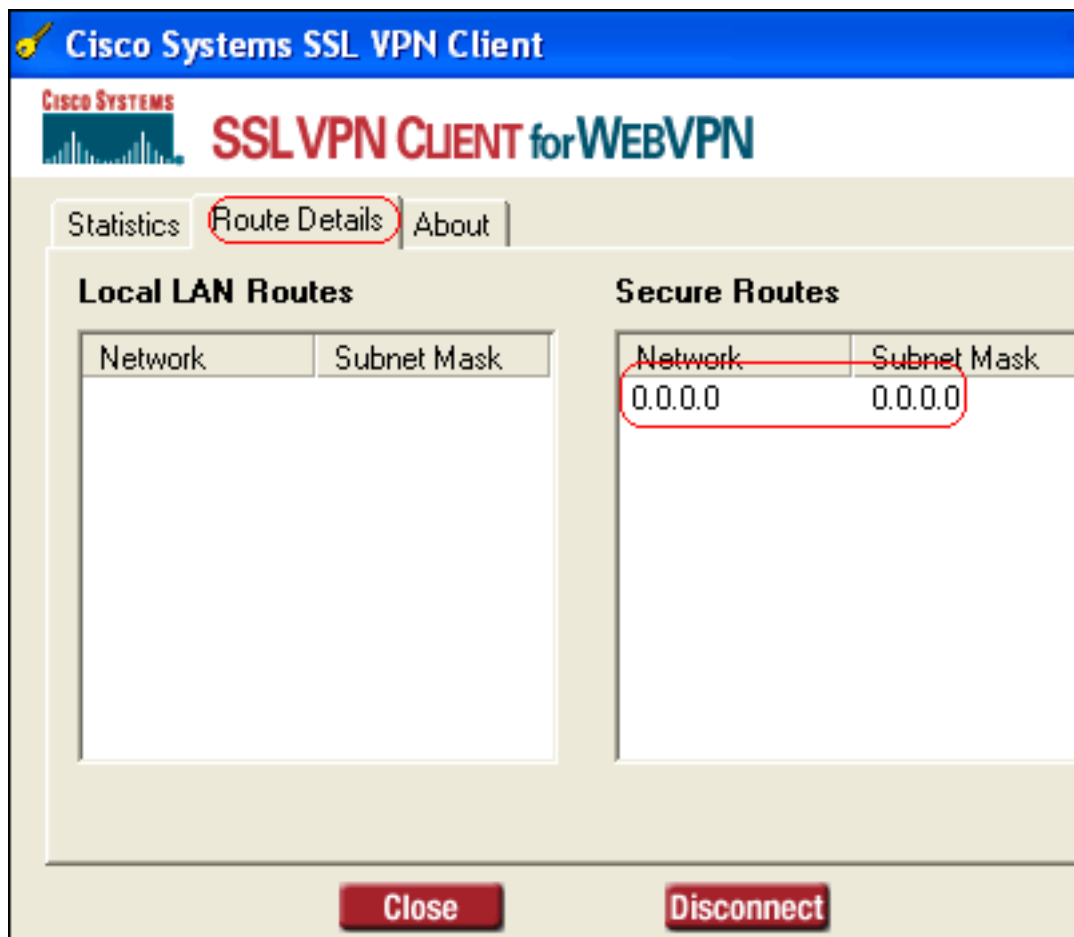 Cisco Systems SSL VPN Client
CISCO SYSTEMS
SSL VPN CLIENT for WEBVPN
Statistics Route Details About
Local LAN Routes Secure Routes
Network Subnet Mask Network Subnet Mask
0.0.0.0 0.0.0.0
Close Disconnect